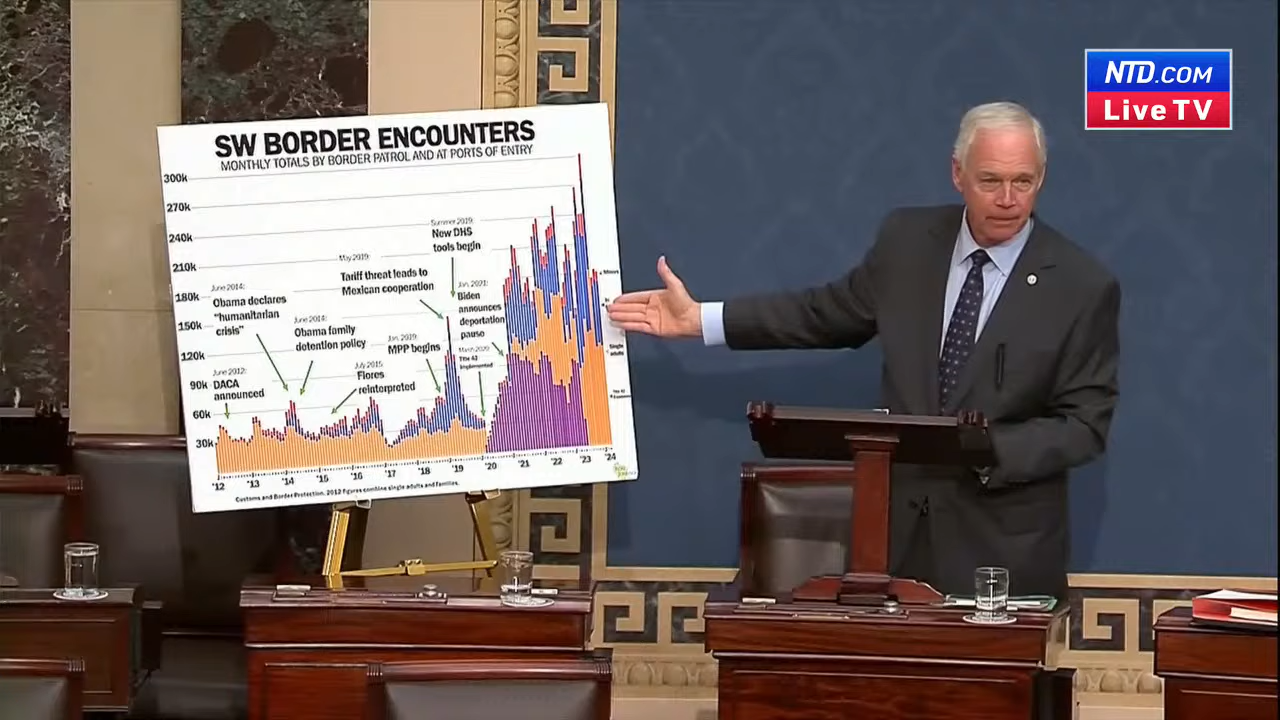 NTD.COM
Live TV
SW BORDER ENCOUNTERS
MONTHLY TOTALS BY BORDER PATROL AND AT PORTS OF ENTRY
300k
270k
240k
210k
180k
150k
120k
90k
60k
30k
Summer 2019:
New DHS
tools begin
May 2019:
Tariff threat leads to
Mexican cooperation
June 2014:
Obama declares
"humanitarian
crisis"
Jan. 2021:
Biden
announces
deportation
pause
June 2014:
Obama family
detention policy
Jan. 2019:
MPP begins
March 2020:
Title 42
implemented
July 2015:
Flores
reinterpreted
June 2012:
DACA
announced
Minors
Single
adults
'12 '13 '14 '15 '16 '17 '18 '19 '20 '21 '22 '23 '24
Customs and Border Protection. 2012 figures combine single adults and families.